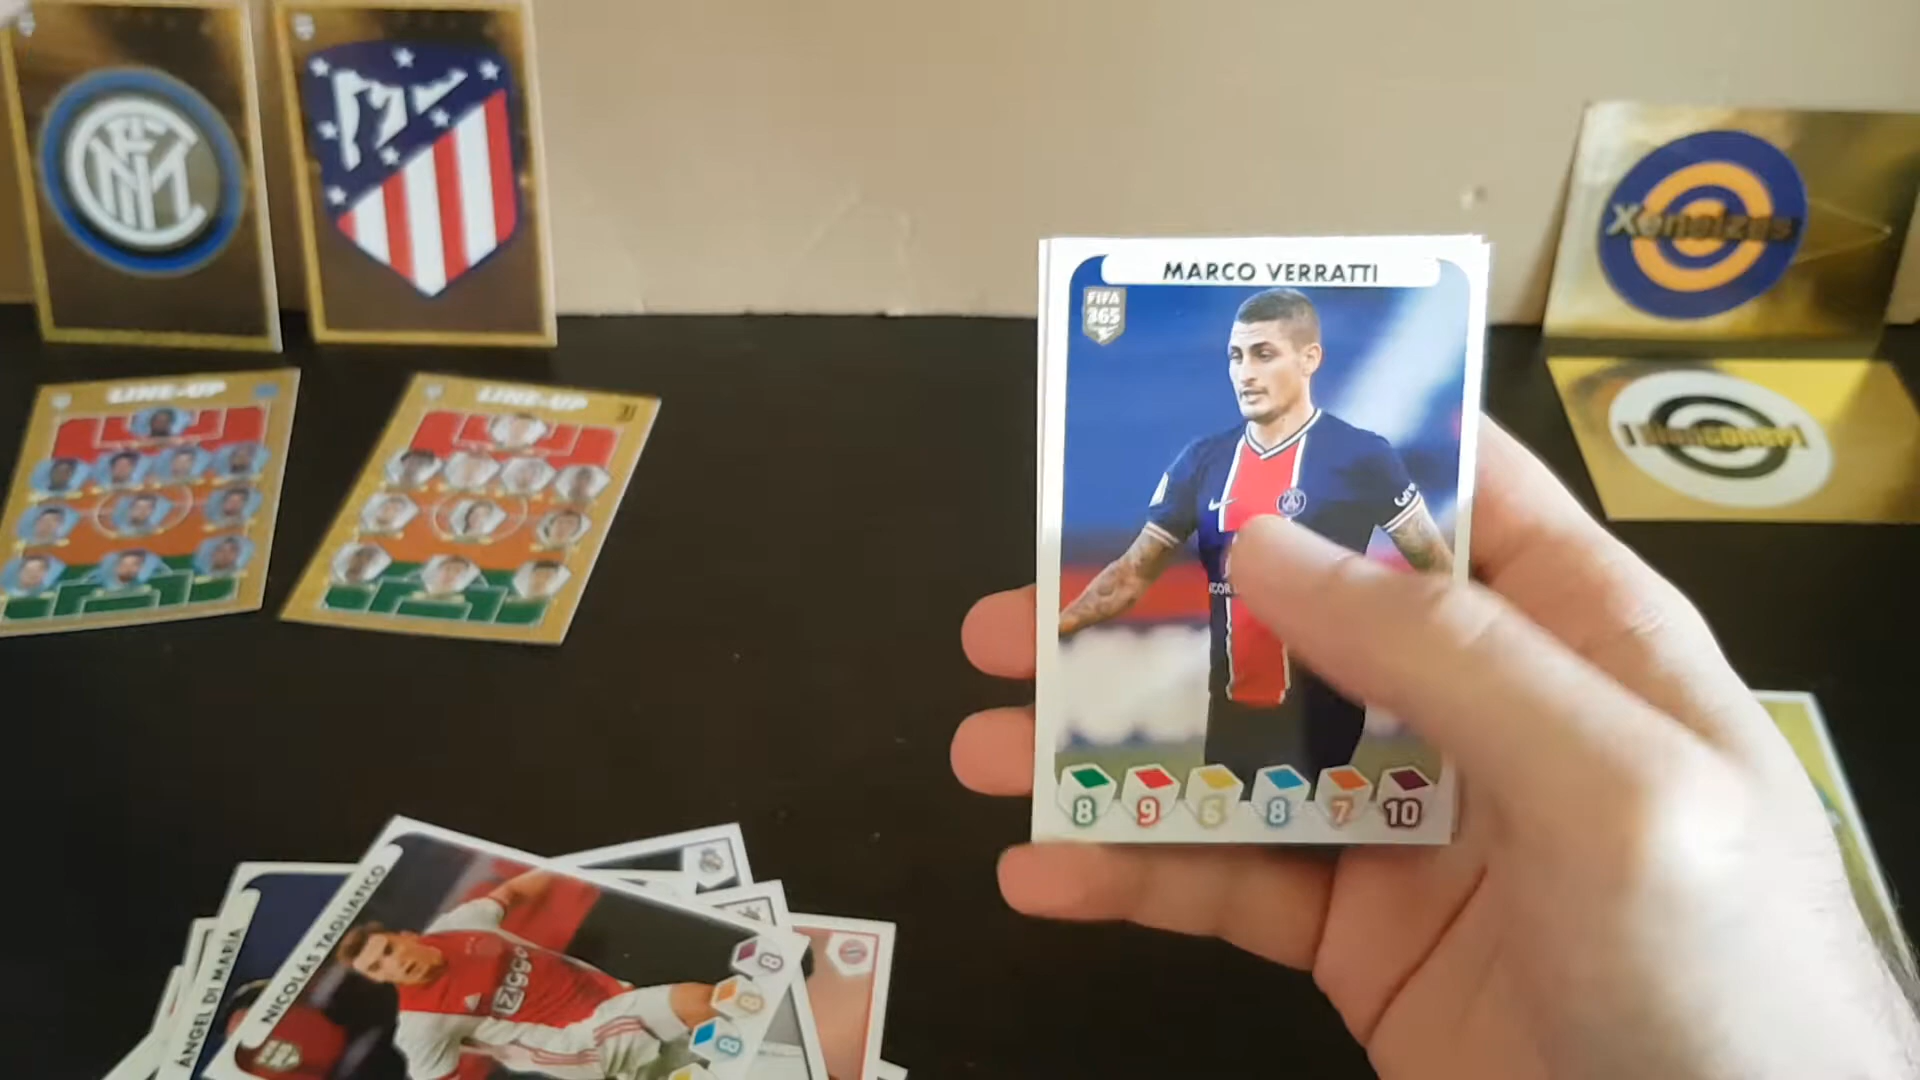 LINE-UP
LINE-UP
Xeneizes
MARCO VERRATTI
FIFA
365
8 9 6 8 7 10
NICOLÁS TAGLIAFICO
ÁNGEL DI MARÍA
Ziggo
8
8
8